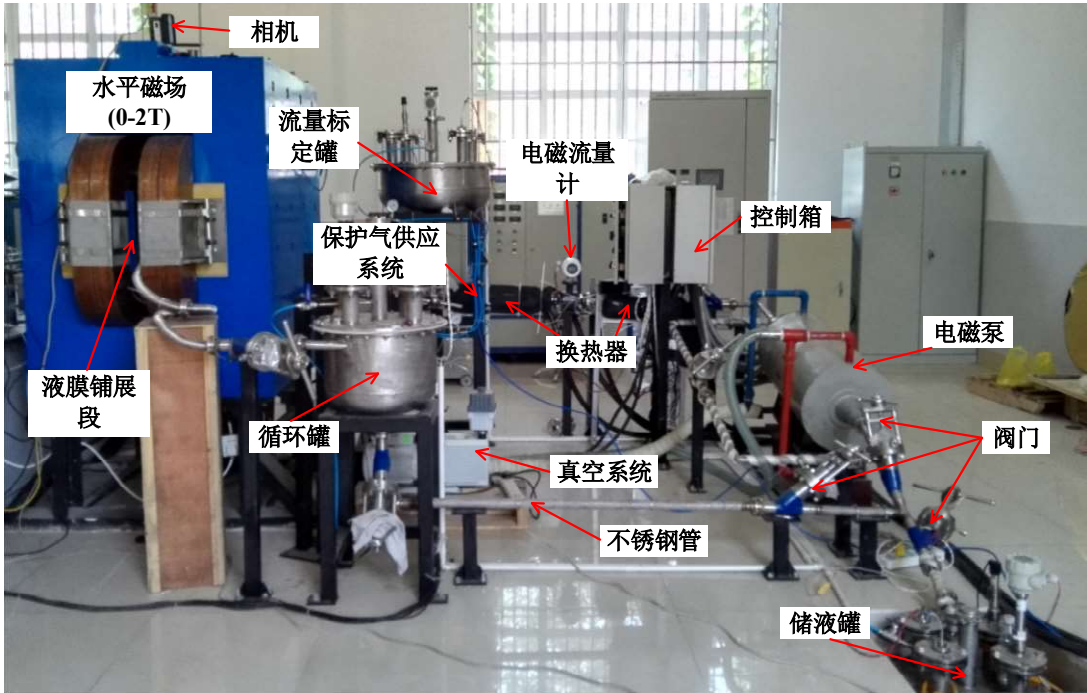 相机
水平磁场
(0-2T)
流量标
定罐
电磁流量
计
控制箱
保护气供应
系统
换热器
电磁泵
液膜铺展
段
循环罐
阀门
真空系统
不锈钢管
储液罐